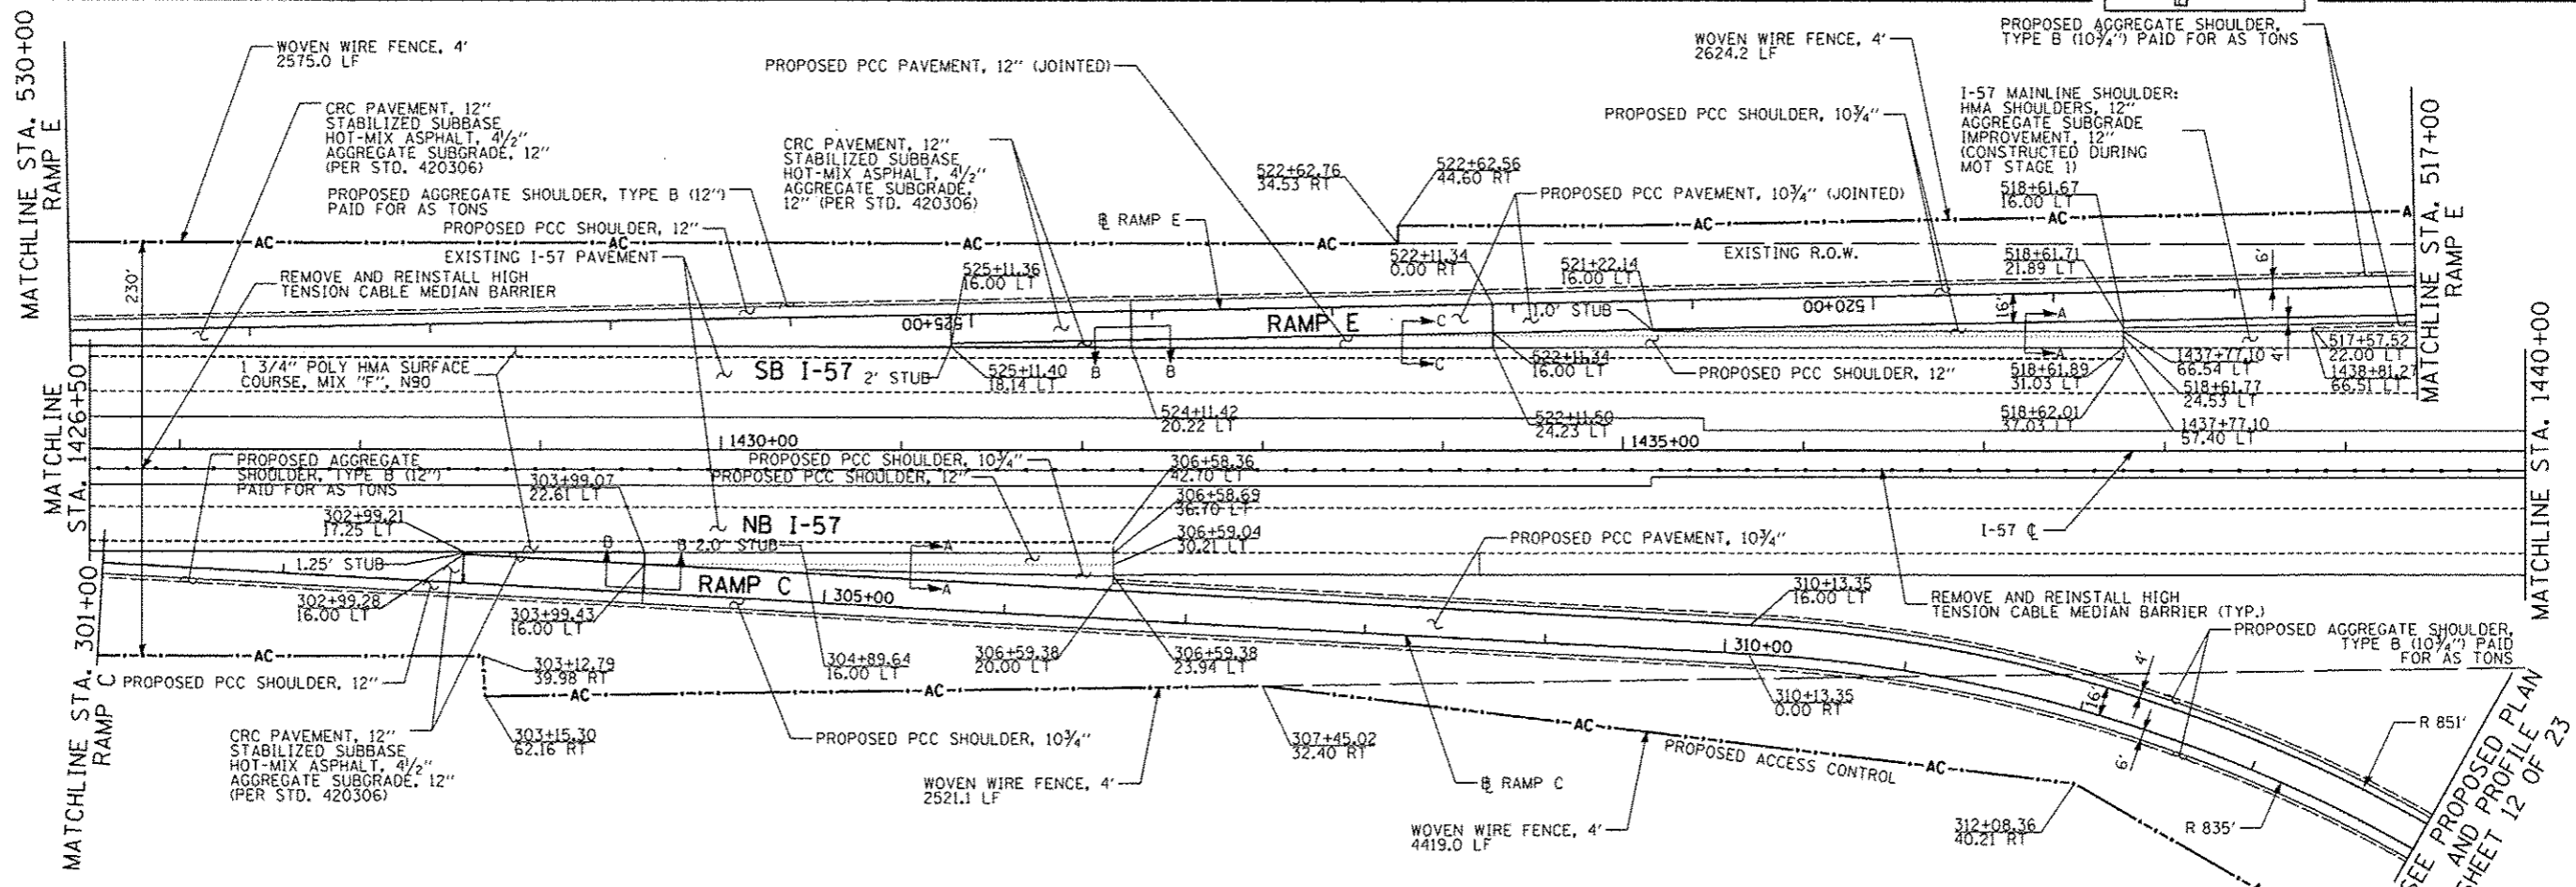 MATCHLINE STA. 530+00
RAMP E
WOVEN WIRE FENCE, 4'
2575.0 LF
CRC PAVEMENT, 12"
STABILIZED SUBBASE
HOT-MIX ASPHALT, 4½"
AGGREGATE SUBGRADE, 12"
(PER STD. 420306)
PROPOSED AGGREGATE SHOULDER, TYPE B (12")
PAID FOR AS TONS
PROPOSED PCC SHOULDER, 12"
EXISTING I-57 PAVEMENT
REMOVE AND REINSTALL HIGH
TENSION CABLE MEDIAN BARRIER
230'
PROPOSED PCC PAVEMENT, 12" (JOINTED)
CRC PAVEMENT, 12"
STABILIZED SUBBASE
HOT-MIX ASPHALT, 4½"
AGGREGATE SUBGRADE,
12" (PER STD. 420306)
522+62.76
34.53 RT
522+62.56
44.60 RT
WOVEN WIRE FENCE, 4'
2624.2 LF
PROPOSED PCC SHOULDER, 10¾"
PROPOSED PCC PAVEMENT, 10¾" (JOINTED)
PROPOSED AGGREGATE SHOULDER,
TYPE B (10¾") PAID FOR AS TONS
I-57 MAINLINE SHOULDER:
HMA SHOULDERS, 12"
AGGREGATE SUBGRADE
IMPROVEMENT, 12"
(CONSTRUCTED DURING
MOT STAGE 1)
518+61.67
16.00 LT
MATCHLINE STA. 517+00
RAMP E
AC
AC
AC
AC
AC
AC
A
℄ RAMP E
EXISTING R.O.W.
525+11.36
16.00 LT
522+11.34
0.00 RT
521+22.14
16.00 LT
518+61.71
21.89 LT
6'
525+00
RAMP E
C
C
1.0' STUB
520+00
16'
A
A
4'
1 3/4" POLY HMA SURFACE
COURSE, MIX "F", N90
SB I-57
2' STUB
525+11.40
18.14 LT
B
B
522+11.34
16.00 LT
PROPOSED PCC SHOULDER, 12"
518+61.89
31.03 LT
1437+77.10
66.54 LT
518+61.77
24.53 LT
517+57.52
22.00 LT
1438+81.27
66.51 LT
524+11.42
20.22 LT
522+11.50
24.23 LT
518+62.01
37.03 LT
1437+77.10
57.40 LT
MATCHLINE
STA. 1426+50
MATCHLINE STA. 1440+00
1430+00
1435+00
PROPOSED AGGREGATE
SHOULDER, TYPE B (12")
PAID FOR AS TONS
303+99.07
22.61 LT
PROPOSED PCC SHOULDER, 10¾"
PROPOSED PCC SHOULDER, 12"
306+58.36
42.70 LT
306+58.69
36.70 LT
306+59.04
30.21 LT
302+99.21
17.25 LT
NB I-57
I-57 ℄
1.25' STUB
B
B
2.0' STUB
A
A
PROPOSED PCC PAVEMENT, 10¾"
RAMP C
305+00
310+13.35
16.00 LT
REMOVE AND REINSTALL HIGH
TENSION CABLE MEDIAN BARRIER (TYP.)
302+99.28
16.00 LT
303+99.43
16.00 LT
310+00
PROPOSED AGGREGATE SHOULDER,
TYPE B (10¾") PAID
FOR AS TONS
MATCHLINE STA. 301+00
RAMP C
AC
303+12.79
39.98 RT
304+89.64
16.00 LT
306+59.38
20.00 LT
306+59.38
23.94 LT
PROPOSED PCC SHOULDER, 12"
AC
AC
AC
310+13.35
0.00 RT
4'
16'
6'
R 851'
303+15.30
62.16 RT
PROPOSED PCC SHOULDER, 10¾"
307+45.02
32.40 RT
AC
PROPOSED ACCESS CONTROL
AC
CRC PAVEMENT, 12"
STABILIZED SUBBASE
HOT-MIX ASPHALT, 4½"
AGGREGATE SUBGRADE, 12"
(PER STD. 420306)
WOVEN WIRE FENCE, 4'
2521.1 LF
℄ RAMP C
WOVEN WIRE FENCE, 4'
4419.0 LF
312+08.36
40.21 RT
R 835'
SEE PROPOSED PLAN
AND PROFILE
SHEET 12 OF 23